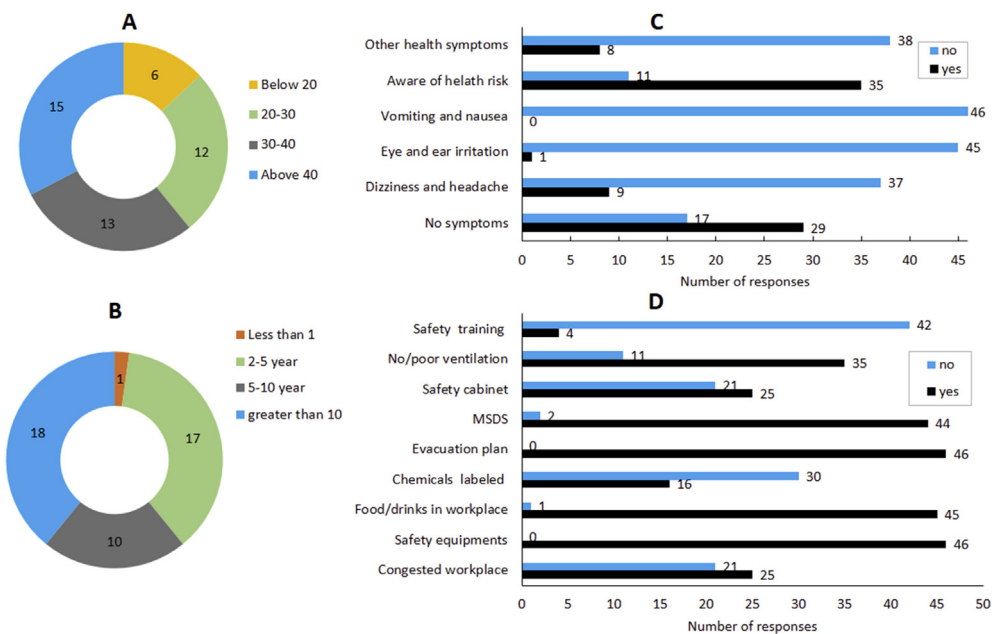 A
6
12
13
15
Below 20
20-30
30-40
Above 40
B
1
17
10
18
Less than 1
2-5 year
5-10 year
greater than 10
C
Other health symptoms 38 8
Aware of helath risk 11 35
Vomiting and nausea 46 0
Eye and ear irritation 45 1
Dizziness and headache 37 9
No symptoms 17 29
0 5 10 15 20 25 30 35 40 45
Number of responses
no
yes
D
Safety training 42 4
No/poor ventilation 11 35
Safety cabinet 21 25
MSDS 2 44
Evacuation plan 0 46
Chemicals labeled 30 16
Food/drinks in workplace 1 45
Safety equipments 0 46
Congested workplace 21 25
0 5 10 15 20 25 30 35 40 45 50
Number of responses
no
yes